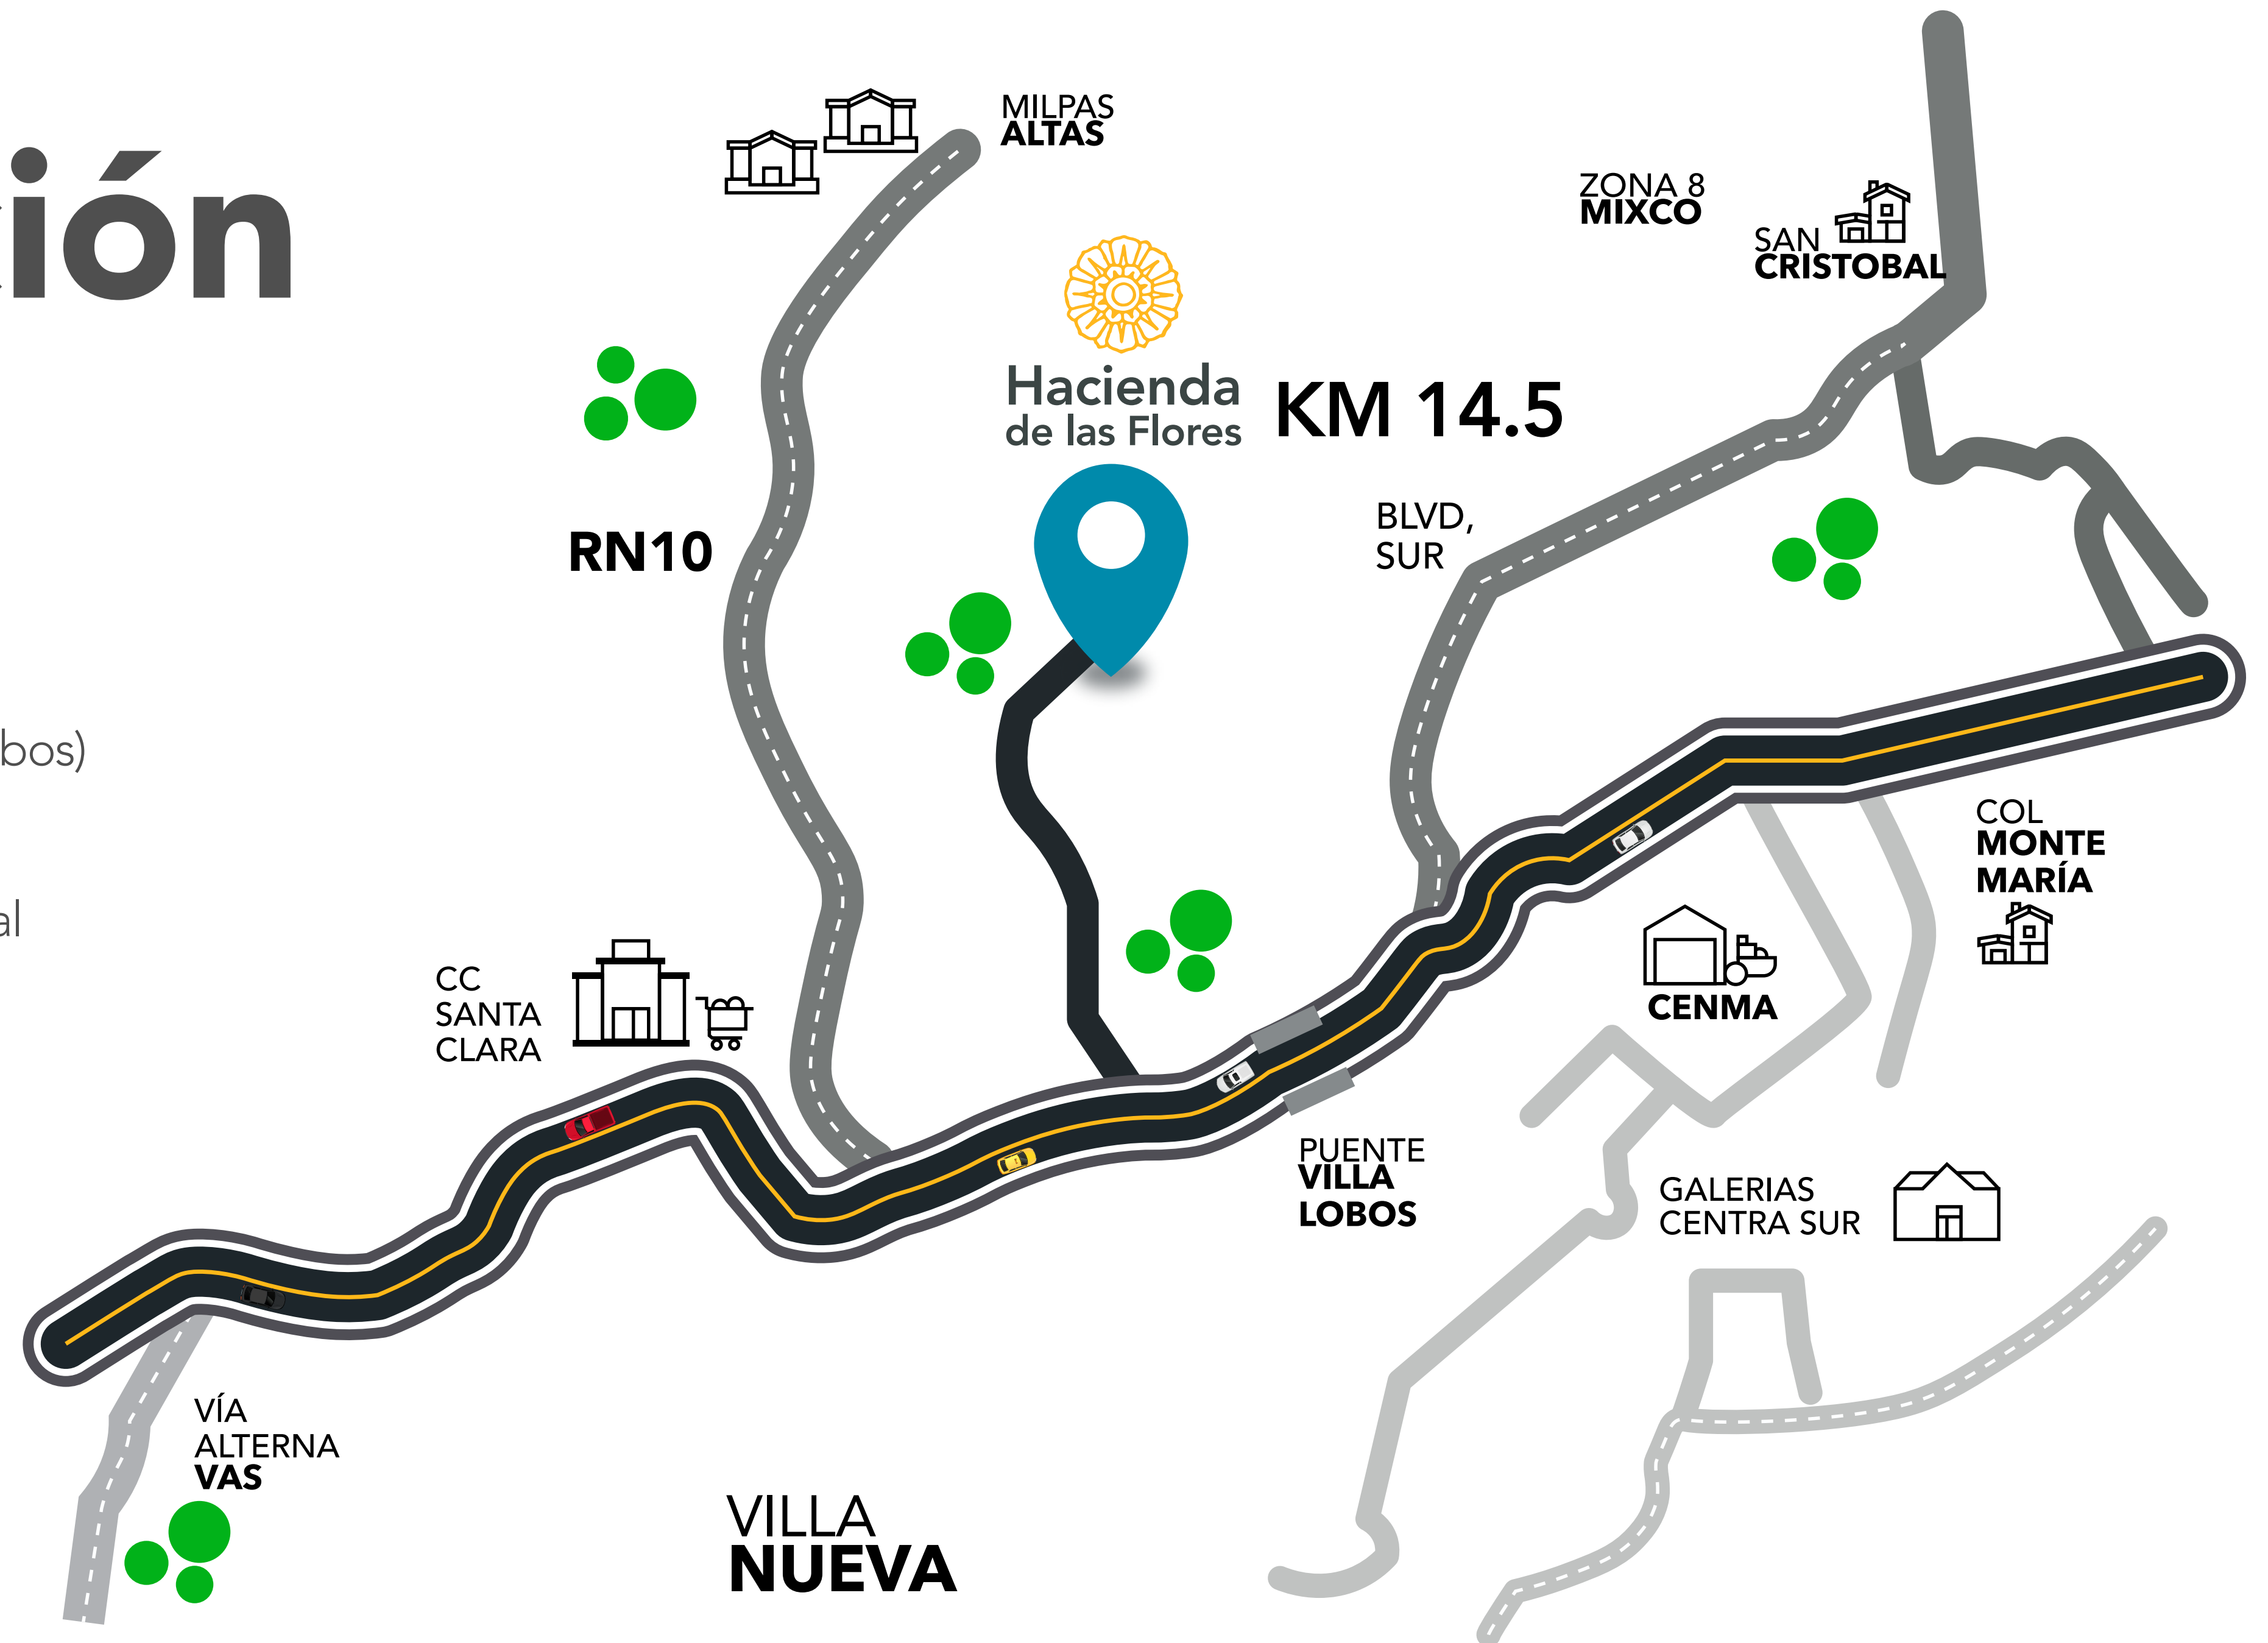 ión
bos)
al
MILPAS
ALTAS
ZONA 8
MIXCO
SAN
CRISTOBAL
Hacienda
de las Flores
KM 14.5
RN10
BLVD,
SUR
COL
MONTE
MARÍA
CENMA
CC
SANTA
CLARA
PUENTE
VILLA
LOBOS
GALERIAS
CENTRA SUR
VÍA
ALTERNA
VAS
VILLA
NUEVA